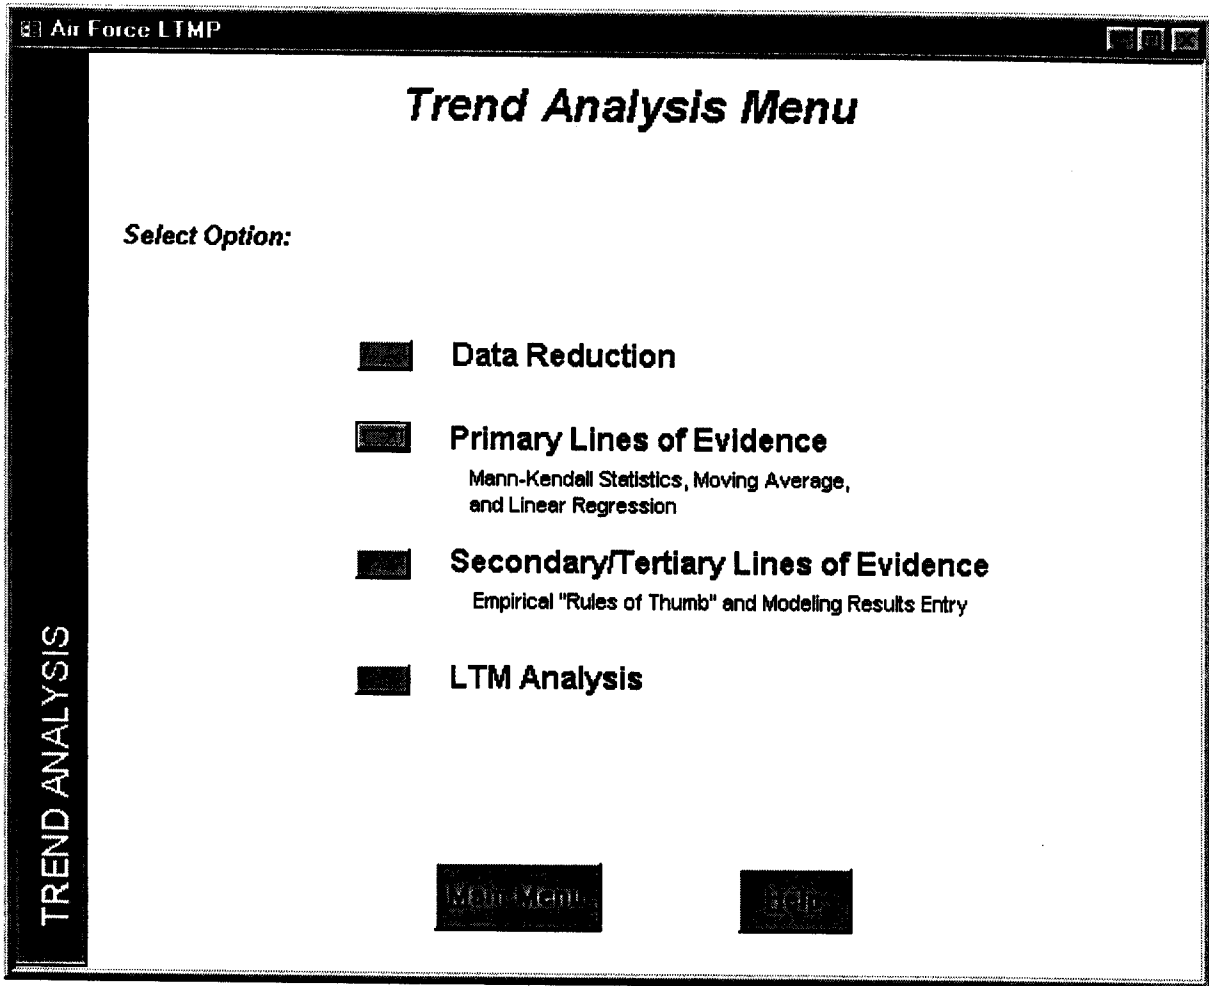 Air Force LTMP
Trend Analysis Menu
Select Option:
Data Reduction
Primary Lines of Evidence
Mann-Kendall Statistics, Moving Average,
and Linear Regression
Secondary/Tertiary Lines of Evidence
Empirical "Rules of Thumb" and Modeling Results Entry
LTM Analysis
TREND ANALYSIS
Main Menu
Help